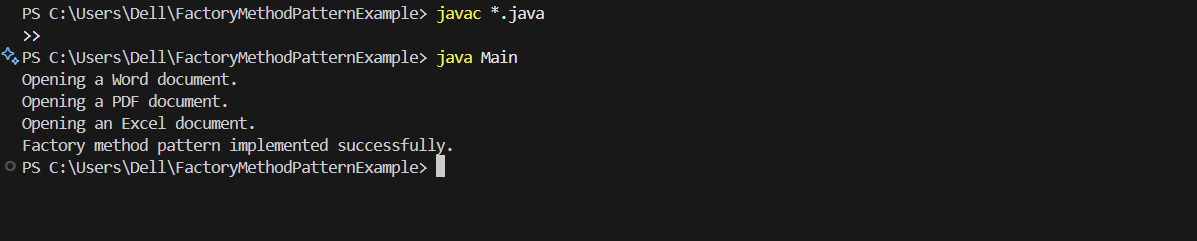 PS C:\Users\Dell\FactoryMethodPatternExample> javac *.java
>>
PS C:\Users\Dell\FactoryMethodPatternExample> java Main
Opening a Word document.
Opening a PDF document.
Opening an Excel document.
Factory method pattern implemented successfully.
PS C:\Users\Dell\FactoryMethodPatternExample>